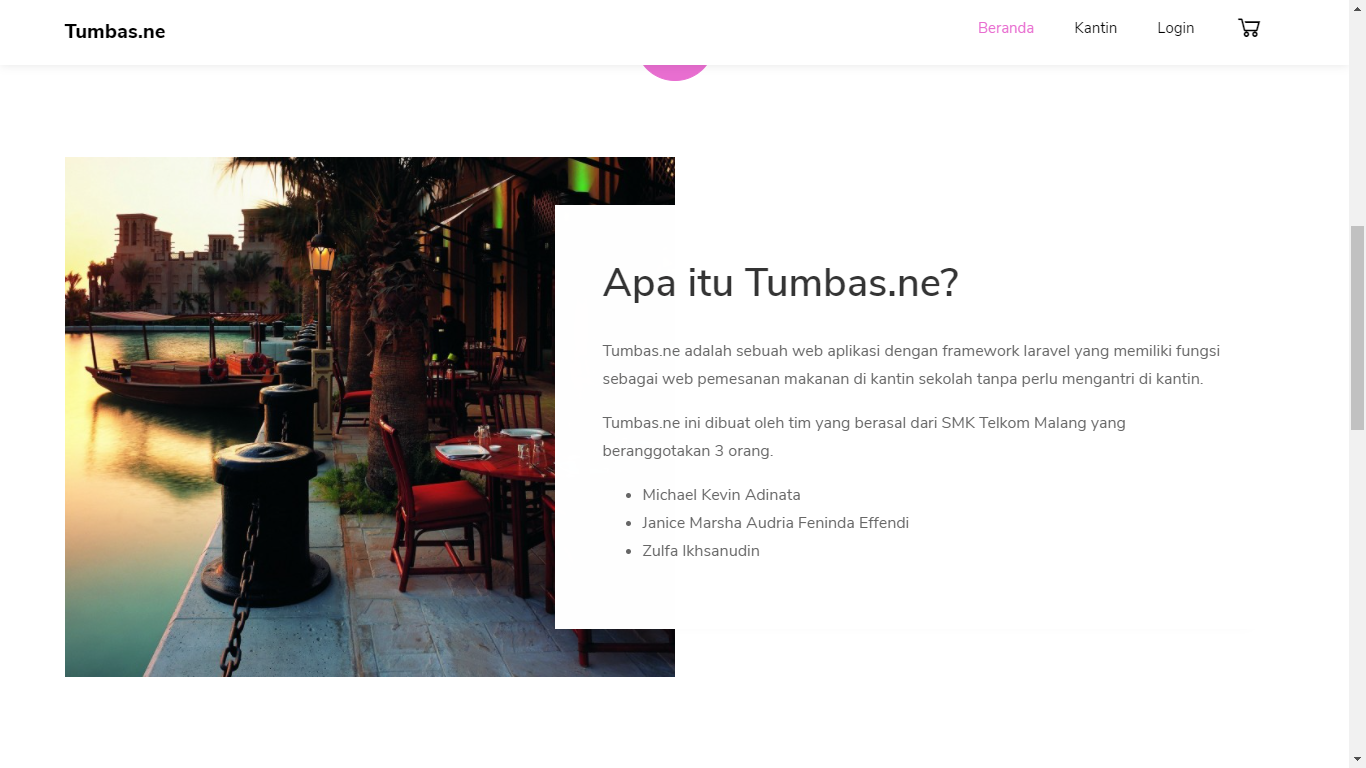 Tumbas.ne
Beranda
Kantin
Login
Apa itu Tumbas.ne?
Tumbas.ne adalah sebuah web aplikasi dengan framework laravel yang memiliki fungsi
sebagai web pemesanan makanan di kantin sekolah tanpa perlu mengantri di kantin.
Tumbas.ne ini dibuat oleh tim yang berasal dari SMK Telkom Malang yang
beranggotakan 3 orang.
Michael Kevin Adinata
Janice Marsha Audria Feninda Effendi
Zulfa Ikhsanudin